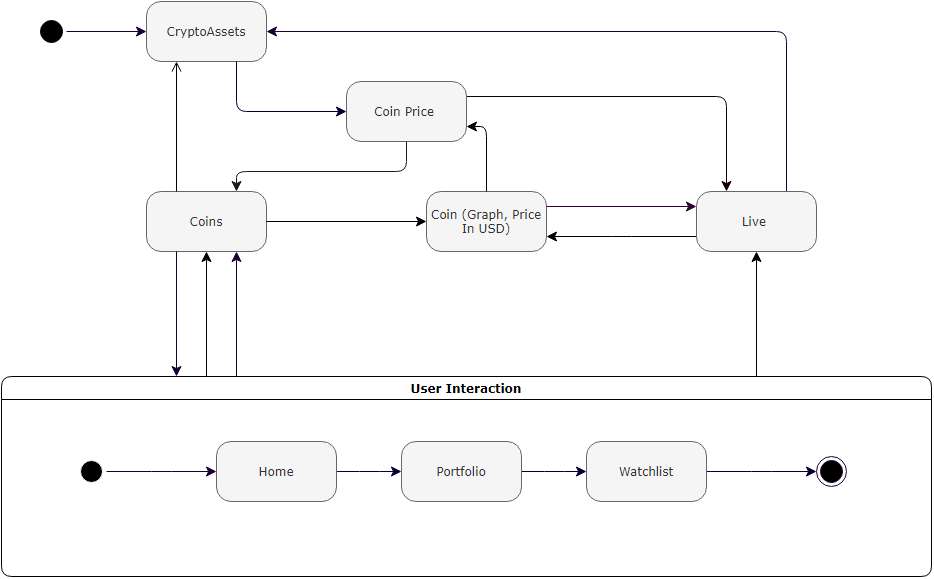 CryptoAssets
Coin Price
Coins
Coin (Graph, Price
In USD)
Live
User Interaction
Home
Portfolio
Watchlist